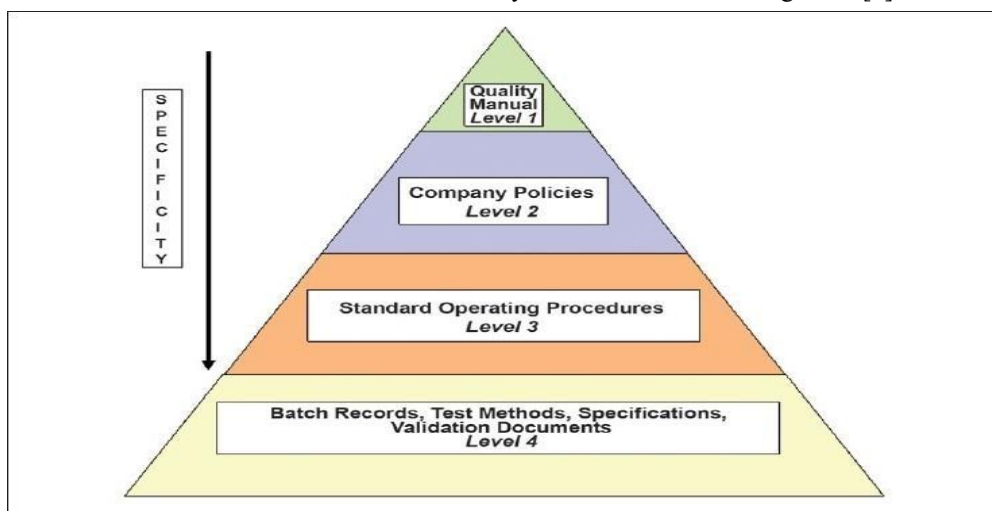 SPECIFICITY
Quality
Manual
Level 1
Company Policies
Level 2
Standard Operating Procedures
Level 3
Batch Records, Test Methods, Specifications,
Validation Documents
Level 4